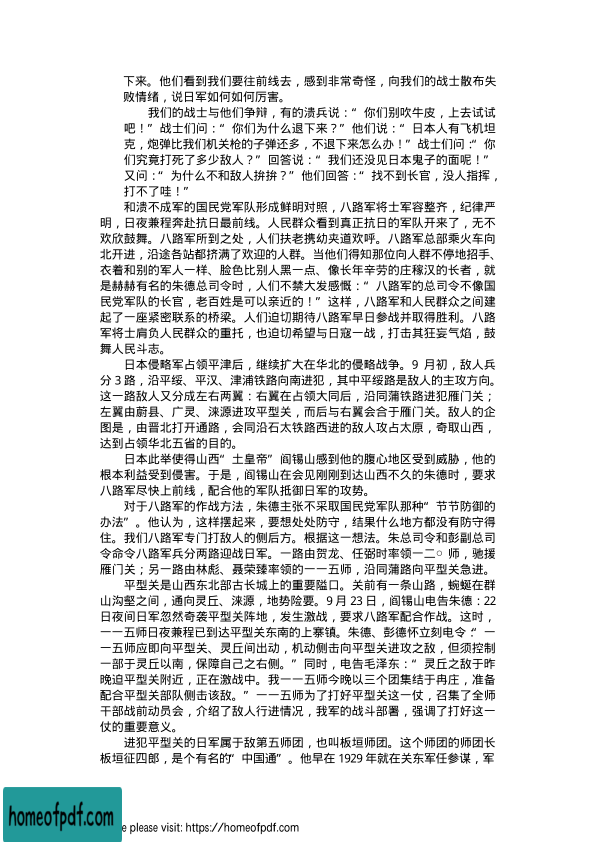 下来。他们看到我们要往前线去，感到非常奇怪，向我们的战士散布失
败情绪，说日军如何如何厉害。
我们的战士与他们争辩，有的溃兵说：“你们别吹牛皮，上去试试
吧！”战士们问：“你们为什么退下来？”他们说：“日本人有飞机坦
克，炮弹比我们机关枪的子弹还多，不退下来怎么办！”战士们问：“你
们究竟打死了多少敌人？”回答说：“我们还没见日本鬼子的面呢！”
又问：“为什么不和敌人拚拚？”他们回答：“找不到长官，没人指挥，
打不了哇！”
和溃不成军的国民党军队形成鲜明对照，八路军将士军容整齐，纪律严
明，日夜兼程奔赴抗日最前线。人民群众看到真正抗日的军队开来了，无不
欢欣鼓舞。八路军所到之处，人们扶老携幼夹道欢呼。八路军总部乘火车向
北开进，沿途各站都挤满了欢迎的人群。当他们得知那位向人群不停地招手、
衣着和别的军人一样、脸色比别人黑一点、像长年辛劳的庄稼汉的长者，就
是赫赫有名的朱德总司令时，人们不禁大发感慨：“八路军的总司令不像国
民党军队的长官，老百姓是可以亲近的！”这样，八路军和人民群众之间建
起了一座紧密联系的桥梁。人们迫切期待八路军早日参战并取得胜利。八路
军将士肩负人民群众的重托，也迫切希望与日寇一战，打击其狂妄气焰，鼓
舞人民斗志。
日本侵略军占领平津后，继续扩大在华北的侵略战争。9 月初，敌人兵
分 3 路，沿平绥、平汉、津浦铁路向南进犯，其中平绥路是敌人的主攻方向。
这一路敌人又分成左右两翼：右翼在占领大同后，沿同蒲铁路进犯雁门关；
左翼由蔚县、广灵、涞源进攻平型关，而后与右翼会合于雁门关。敌人的企
图是，由晋北打开通路，会同沿石太铁路西进的敌人攻占太原，奇取山西，
达到占领华北五省的目的。
日本此举使得山西“土皇帝”阎锡山感到他的腹心地区受到威胁，他的
根本利益受到侵害。于是，阎锡山在会见刚刚到达山西不久的朱德时，要求
八路军尽快上前线，配合他的军队抵御日军的攻势。
对于八路军的作战方法，朱德主张不采取国民党军队那种“节节防御的
办法”。他认为，这样摆起来，要想处处防守，结果什么地方都没有防守得
住。我们八路军专门打敌人的侧后方。根据这一想法。朱总司令和彭副总司
令命令八路军兵分两路迎战日军。一路由贺龙、任弼时率领一二○师，驰援
雁门关；另一路由林彪、聂荣臻率领的一一五师，沿同蒲路向平型关急进。
平型关是山西东北部古长城上的重要隘口。关前有一条山路，蜿蜒在群
山沟壑之间，通向灵丘、涞源，地势险要。9 月 23 日，阎锡山电告朱德：22
日夜间日军忽然奇袭平型关阵地，发生激战，要求八路军配合作战。这时，
一一五师日夜兼程已到达平型关东南的上寨镇。朱德、彭德怀立刻电令：“一
一五师应即向平型关、灵丘间出动，机动侧击向平型关进攻之敌，但须控制
一部于灵丘以南，保障自己之右侧。”同时，电告毛泽东：“灵丘之敌于昨
晚迫平型关附近，正在激战中。我一一五师今晚以三个团集结于冉庄，准备
配合平型关部队侧击该敌。”一一五师为了打好平型关这一仗，召集了全师
干部战前动员会，介绍了敌人行进情况，我军的战斗部署，强调了打好这一
仗的重要意义。
进犯平型关的日军属于敌第五师团，也叫板垣师团。这个师团的师团长
板垣征四郎，是个有名的“中国通”。他早在 1929 年就在关东军任参谋，军
homeofpdf.com
e please visit: https://homeofpdf.com